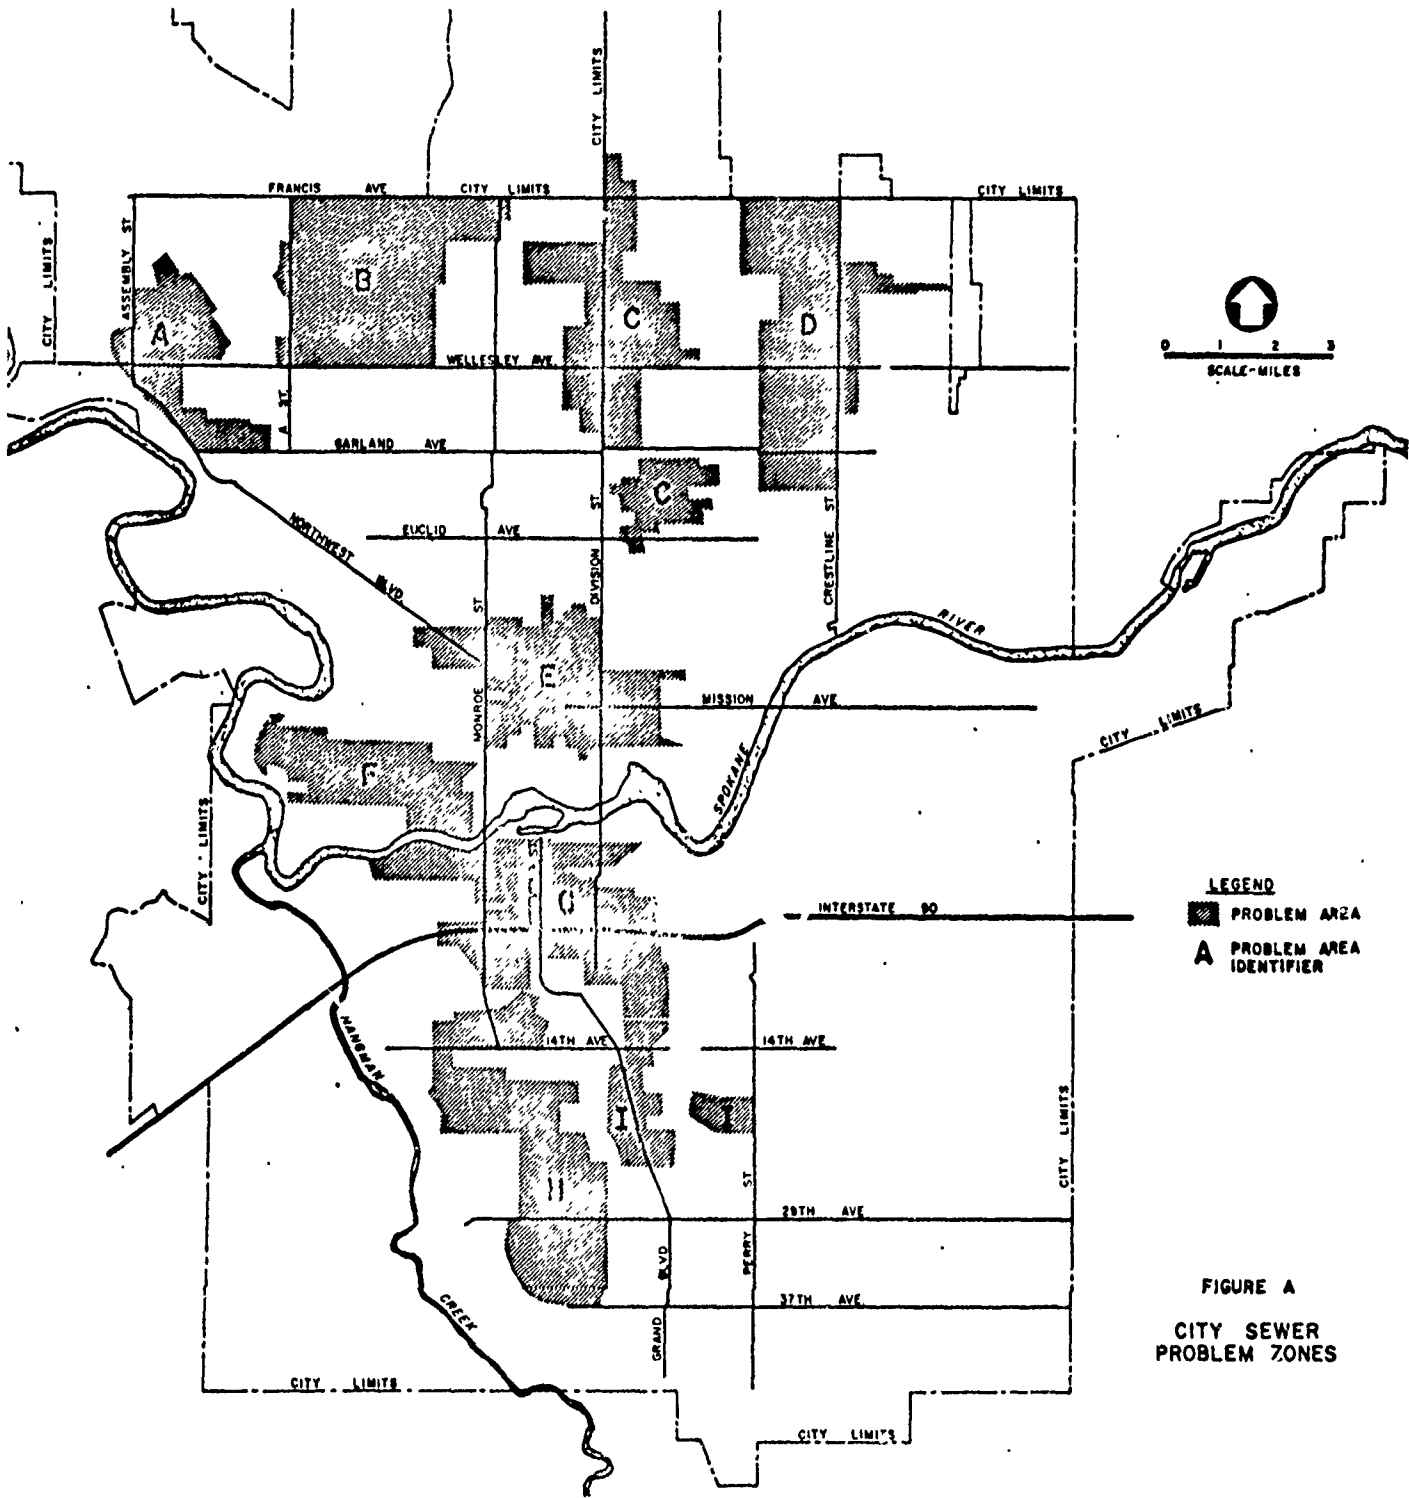 CITY LIMITS
FRANCIS AVE
CITY LIMITS
CITY LIMITS
CITY LIMITS
ASSEMBLY ST
A
B
C
D
WELLESLEY AVE.
0 1 2 3
SCALE-MILES
A ST.
GARLAND AVE
C
NORTHWEST BLVD.
EUCLID AVE
DIVISION ST
CRESTLINE ST
MONROE ST
E
SPOKANE RIVER
MISSION AVE.
CITY LIMITS
F
CITY LIMITS
G
INTERSTATE 90
LEGEND
PROBLEM AREA
A PROBLEM AREA
IDENTIFIER
HANGMAN CREEK
14TH AVE
14TH AVE
I
I
H
CITY LIMITS
29TH AVE
PERRY ST
GRAND BLVD
37TH AVE.
FIGURE A
CITY SEWER
PROBLEM ZONES
CITY LIMITS
CITY LIMITS